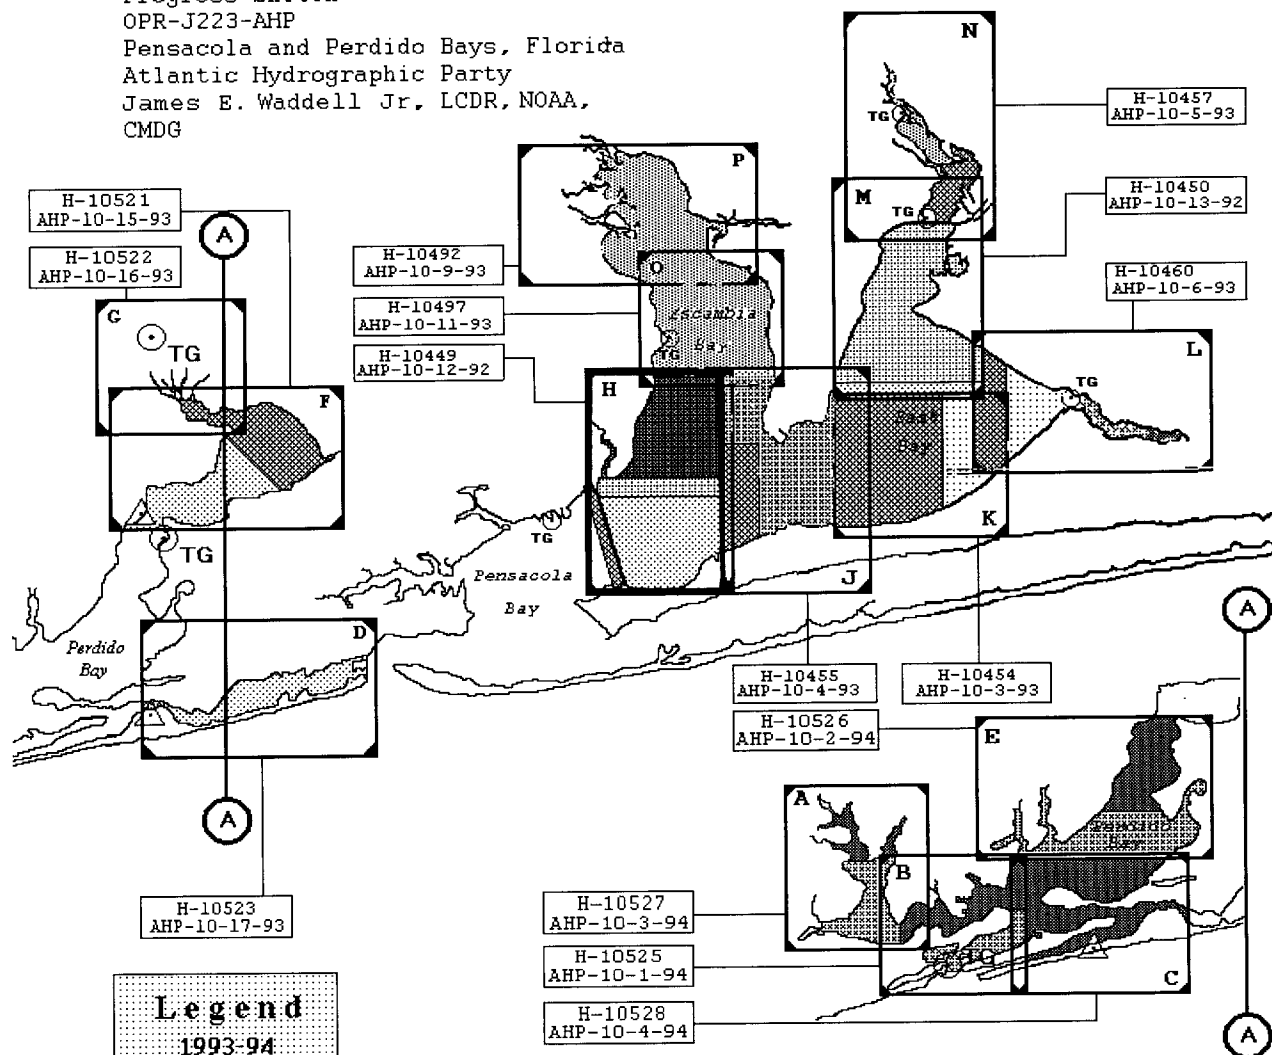 OPR-J223-AHP
Pensacola and Perdido Bays, Florida
Atlantic Hydrographic Party
James E. Waddell Jr, LCDR, NOAA,
CMDG
N
TG
H-10457
AHP-10-5-93
P
M
TG
H-10450
AHP-10-13-92
H-10521
AHP-10-15-93
A
H-10522
AHP-10-16-93
H-10492
AHP-10-9-93
O
H-10460
AHP-10-6-93
G
TG
H-10497
AHP-10-11-93
Escambia
Bay
TG
H-10449
AHP-10-12-92
L
TG
F
H
East
Bay
TG
TG
K
Pensacola
Bay
J
A
D
Perdido
Bay
H-10455
AHP-10-4-93
H-10454
AHP-10-3-93
H-10526
AHP-10-2-94
E
A
A
Perdido
Bay
B
H-10523
AHP-10-17-93
H-10527
AHP-10-3-94
H-10525
AHP-10-1-94
TG
C
H-10528
AHP-10-4-94
A
Legend
1993-94